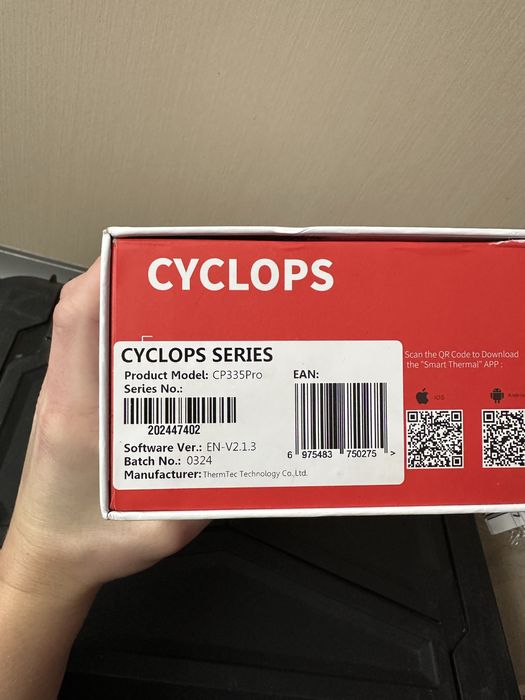 CYCLOPS
CYCLOPS SERIES
Product Model: CP335Pro
Series No.:
202447402
Software Ver.: EN-V2.1.3
Batch No.: 0324
Manufacturer: ThermTec Technology Co.,Ltd.
EAN:
6 975483 750275 >
Scan the QR Code to Download
the "Smart Thermal" APP :
iOS